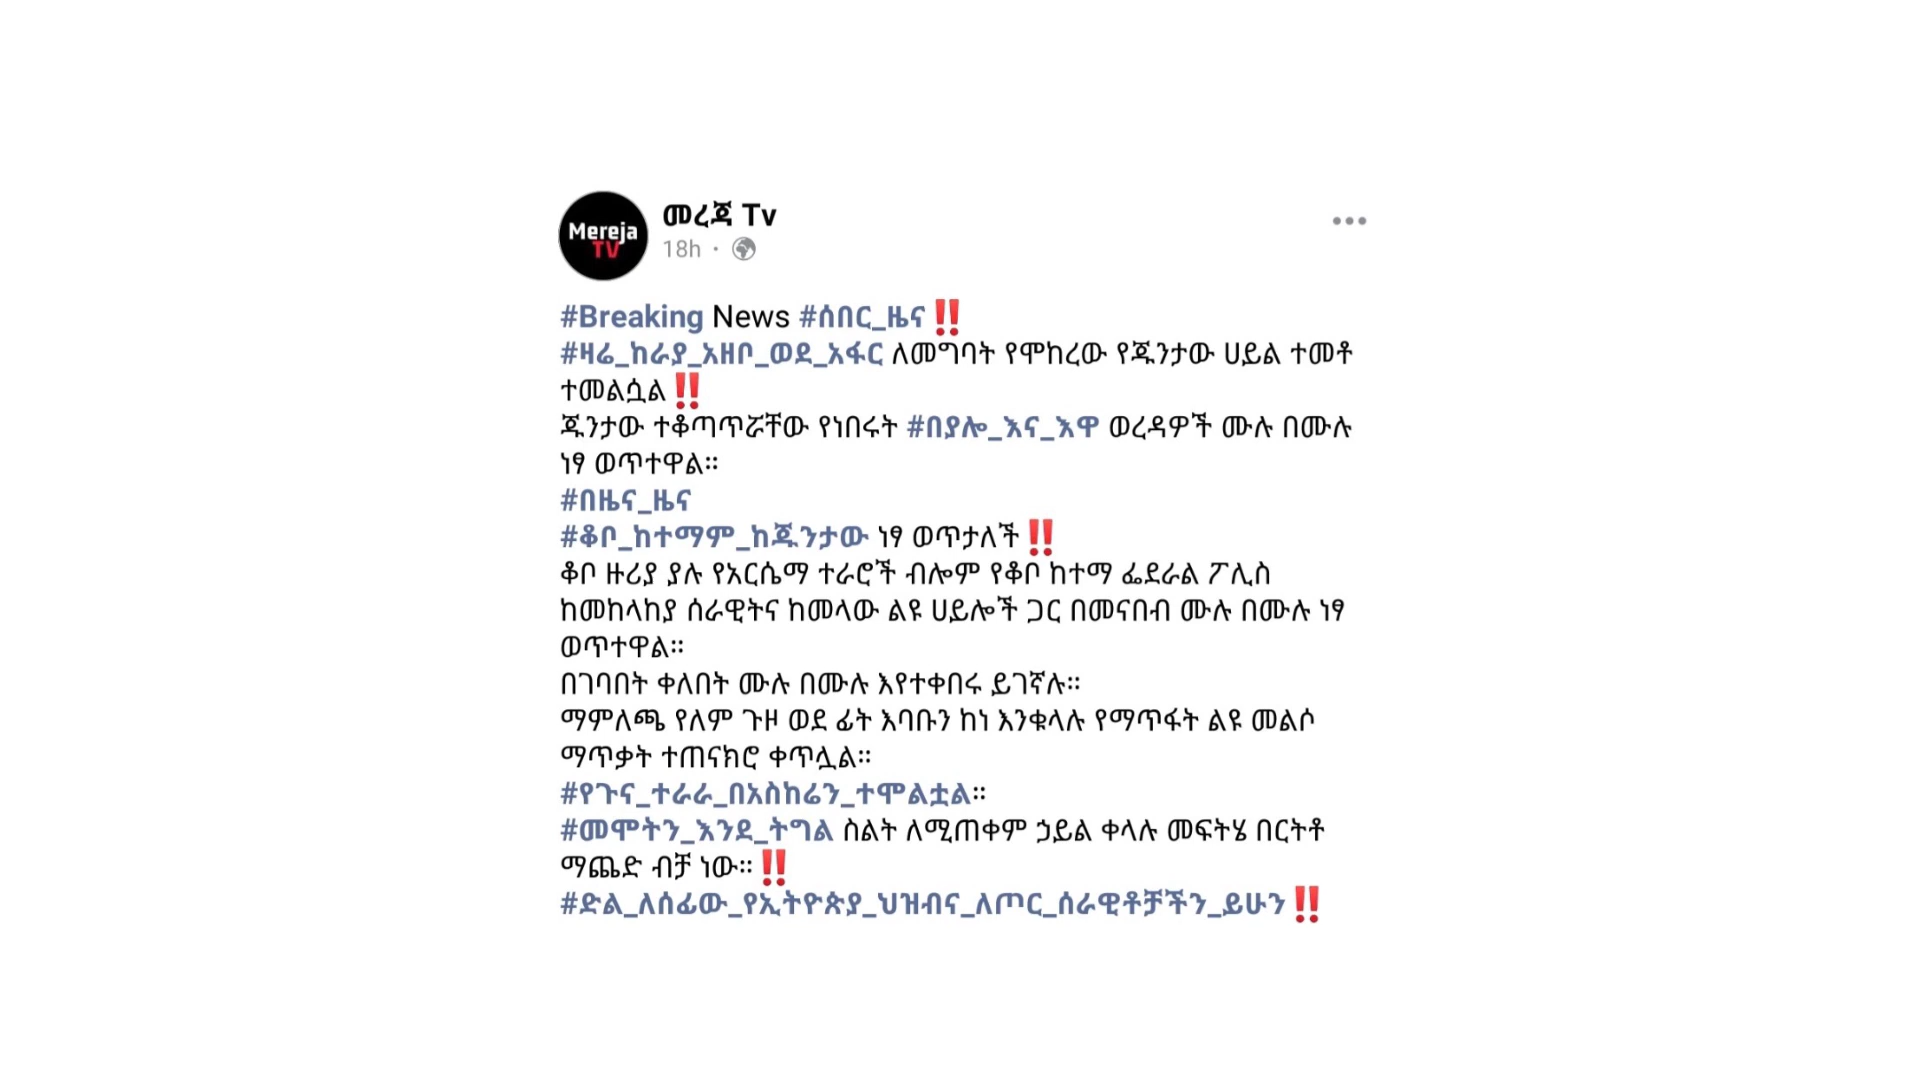 Mereja
TV
መረጃ Tv
18h ·
#Breaking News #ሰበር_ዜና‼️
#ዛሬ_ከራያ_አዘቦ_ወደ_አፋር ለመግባት የሞከረው የጁንታው ሀይል ተመቶ
ተመልሷል‼️
ጁንታው ተቆጣጥሯቸው የነበሩት #በያሎ_እና_እዋ ወረዳዎች ሙሉ በሙሉ
ነፃ ወጥተዋል።
#በዜና_ዜና
#ቆቦ_ከተማም_ከጁንታው ነፃ ወጥታለች‼️
ቆቦ ዙሪያ ያሉ የአርሴማ ተራሮች ብሎም የቆቦ ከተማ ፌደራል ፖሊስ
ከመከላከያ ሰራዊትና ከመላው ልዩ ሀይሎች ጋር በመናበብ ሙሉ በሙሉ ነፃ
ወጥተዋል።
በገባበት ቀለበት ሙሉ በሙሉ እየተቀበሩ ይገኛሉ።
ማምለጫ የለም ጉዞ ወደ ፊት እባቡን ከነ እንቁላሉ የማጥፋት ልዩ መልሶ
ማጥቃት ተጠናክሮ ቀጥሏል።
#የጉና_ተራራ_በአስከሬን_ተሞልቷል።
#መሞትን_እንደ_ትግል ስልት ለሚጠቀም ኃይል ቀላሉ መፍትሄ በርትቶ
ማጨድ ብቻ ነው።‼️
#ድል_ለሰፊው_የኢትዮጵያ_ህዝብና_ለጦር_ሰራዊቶቻችን_ይሁን‼️